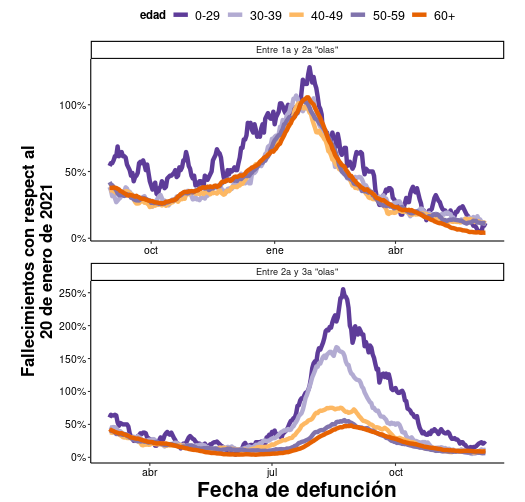 edad 0-29 30-39 40-49 50-59 60+
Entre 1a y 2a "olas"
100%
50%
0%
oct ene abr
Entre 2a y 3a "olas"
250%
200%
150%
100%
50%
0%
abr jul oct
Fallecimientos con respect al
20 de enero de 2021
Fecha de defunción